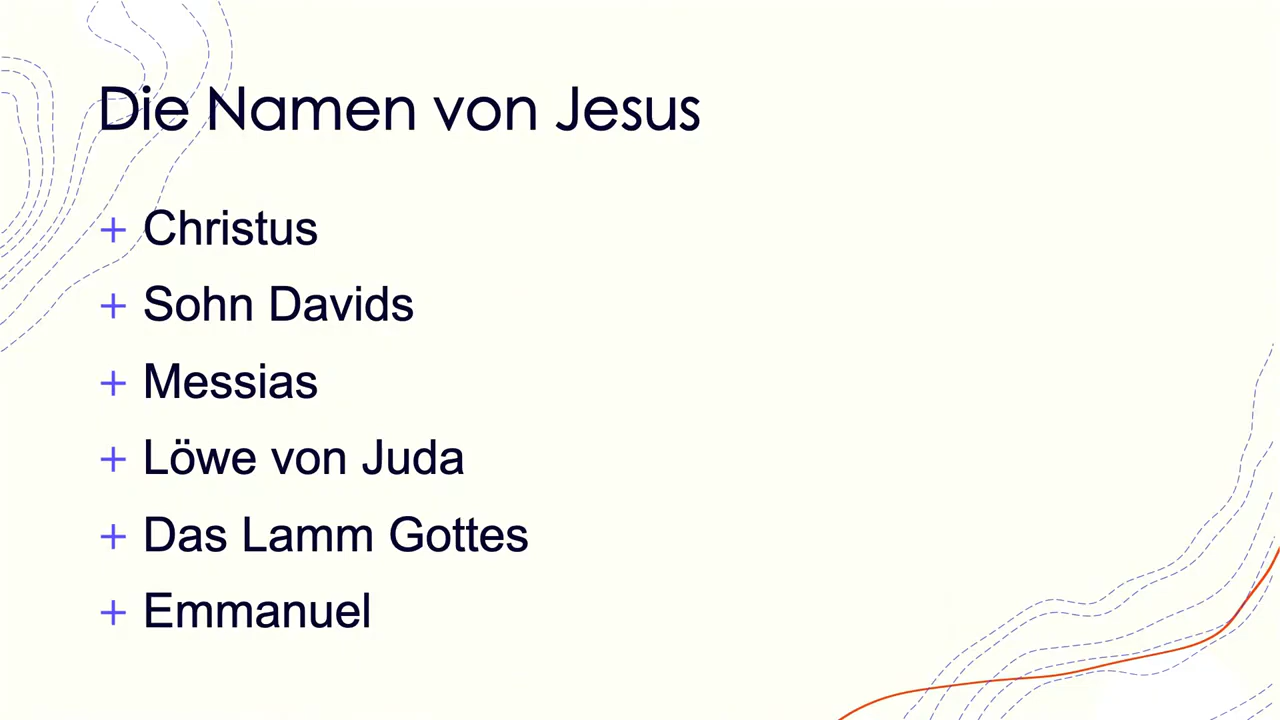 Die Namen von Jesus
+ Christus
+ Sohn Davids
+ Messias
+ Löwe von Juda
+ Das Lamm Gottes
+ Emmanuel